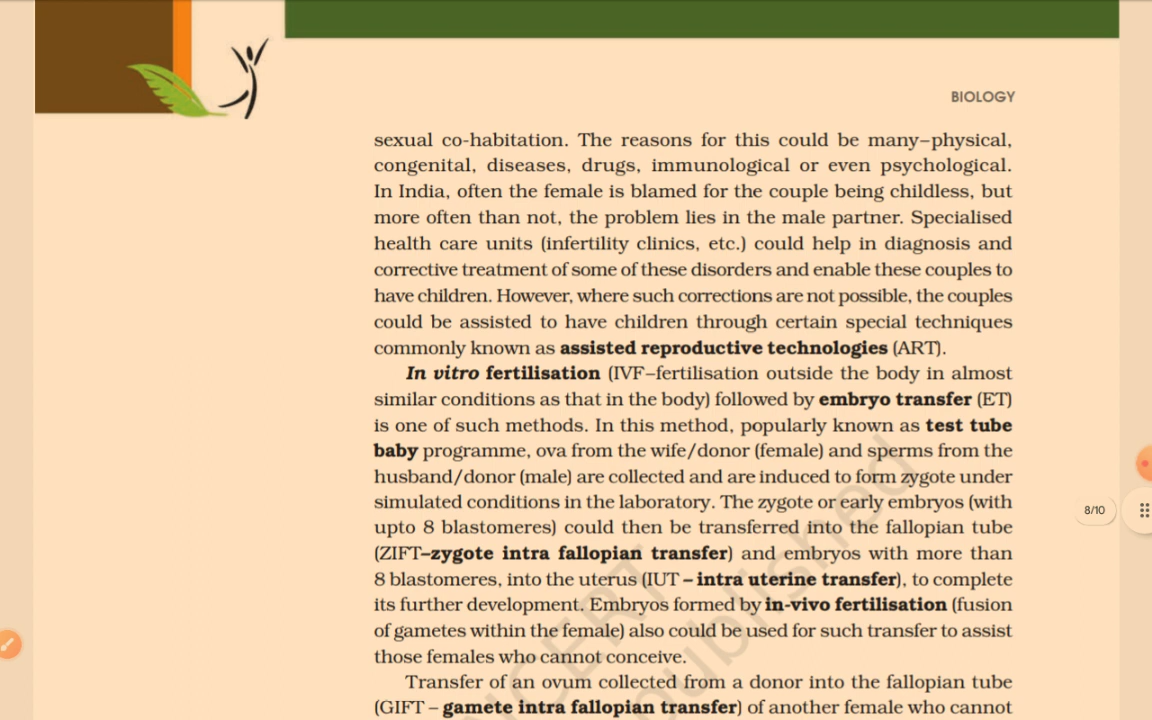 BIOLOGY
sexual co-habitation. The reasons for this could be many–physical,
congenital, diseases, drugs, immunological or even psychological.
In India, often the female is blamed for the couple being childless, but
more often than not, the problem lies in the male partner. Specialised
health care units (infertility clinics, etc.) could help in diagnosis and
corrective treatment of some of these disorders and enable these couples to
have children. However, where such corrections are not possible, the couples
could be assisted to have children through certain special techniques
commonly known as assisted reproductive technologies (ART).
In vitro fertilisation (IVF–fertilisation outside the body in almost
similar conditions as that in the body) followed by embryo transfer (ET)
is one of such methods. In this method, popularly known as test tube
baby programme, ova from the wife/donor (female) and sperms from the
husband/donor (male) are collected and are induced to form zygote under
simulated conditions in the laboratory. The zygote or early embryos (with
upto 8 blastomeres) could then be transferred into the fallopian tube
(ZIFT–zygote intra fallopian transfer) and embryos with more than
8 blastomeres, into the uterus (IUT – intra uterine transfer), to complete
its further development. Embryos formed by in-vivo fertilisation (fusion
of gametes within the female) also could be used for such transfer to assist
those females who cannot conceive.
Transfer of an ovum collected from a donor into the fallopian tube
(GIFT – gamete intra fallopian transfer) of another female who cannot
8/10
NCERT
published